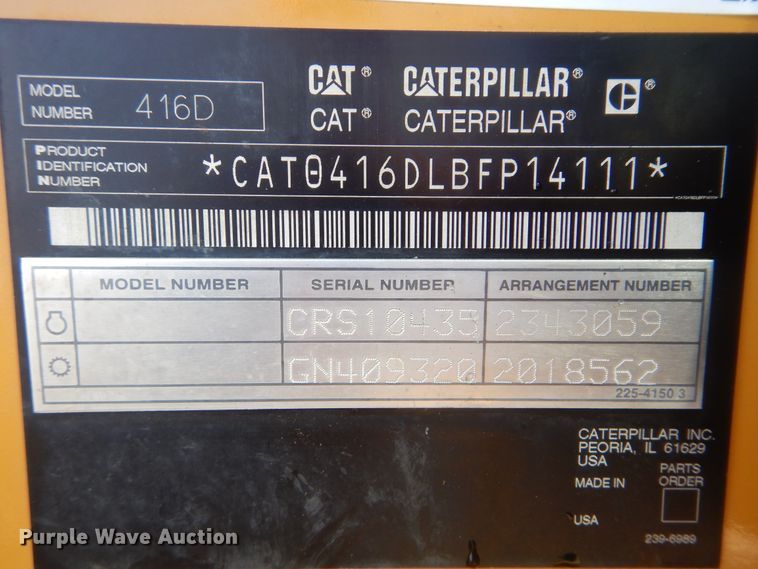 MODEL NUMBER 416D
CAT® CATERPILLAR® C®
CAT® CATERPILLAR®
PRODUCT IDENTIFICATION NUMBER *CAT0416DLBFP14111*
MODEL NUMBER SERIAL NUMBER ARRANGEMENT NUMBER
CRS10435 2343059
GN409320 2018562
225-4150 3
CATERPILLAR INC.
PEORIA, IL 61629
USA
MADE IN PARTS ORDER
USA
239-6989
Purple Wave Auction